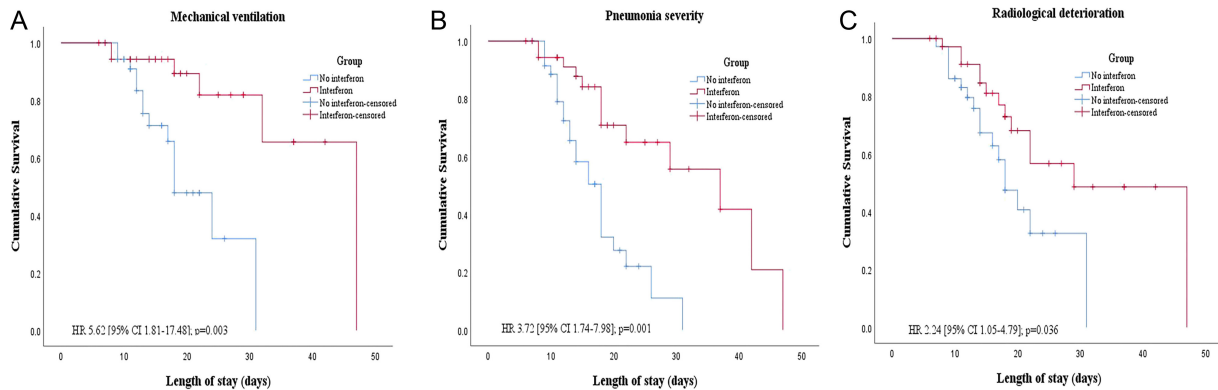 A
Mechanical ventilation
Cumulative Survival
1.0
0.8
0.6
0.4
0.2
0.0
Group
No interferon
Interferon
No interferon-censored
Interferon-censored
HR 5.62 [95% CI 1.81-17.48]; p=0.003
0 10 20 30 40 50
Length of stay (days)
B
Pneumonia severity
Cumulative Survival
1.0
0.8
0.6
0.4
0.2
0.0
Group
No interferon
Interferon
No interferon-censored
Interferon-censored
HR 3.72 [95% CI 1.74-7.98]; p=0.001
0 10 20 30 40 50
Length of stay (days)
C
Radiological deterioration
Cumulative Survival
1.0
0.8
0.6
0.4
0.2
0.0
Group
No interferon
Interferon
No interferon-censored
Interferon-censored
HR 2.24 [95% CI 1.05-4.79]; p=0.036
0 10 20 30 40 50
Length of stay (days)